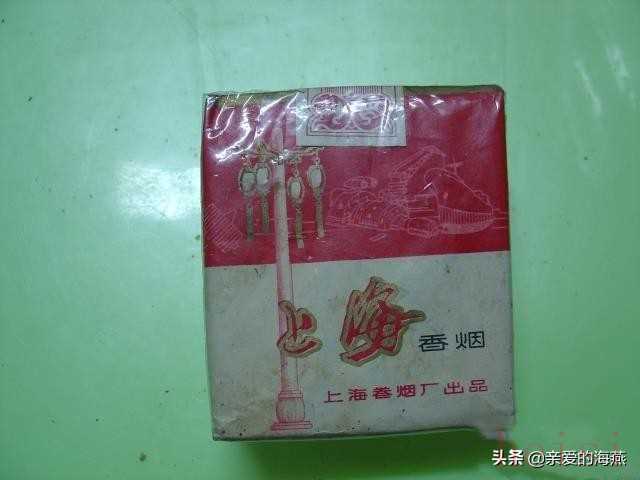 上海
香烟
上海卷烟厂出品
头条 @亲爱的海燕